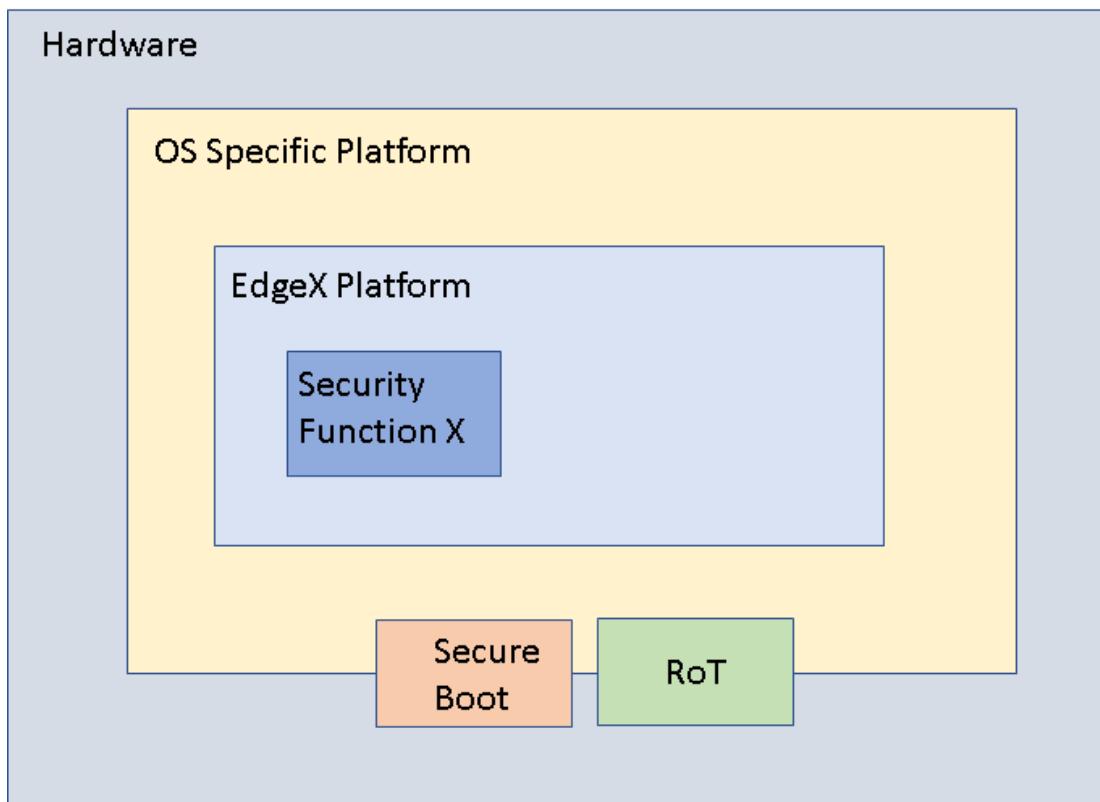 Hardware
OS Specific Platform
EdgeX Platform
Security
Function X
Secure
Boot
RoT